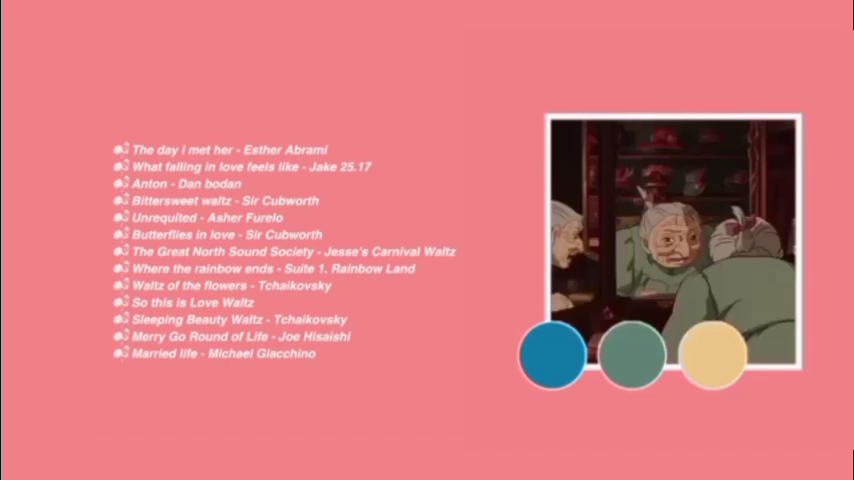 The day i met her - Esther Abrami
What falling in love feels like - Jake 25.17
Anton - Dan bodan
Bittersweet waltz - Sir Cubworth
Unrequited - Asher Furelo
Butterflies in love - Sir Cubworth
The Great North Sound Society - Jesse's Carnival Waltz
Where the rainbow ends - Suite 1. Rainbow Land
Waltz of the flowers - Tchaikovsky
So this is Love Waltz
Sleeping Beauty Waltz - Tchaikovsky
Merry Go Round of Life - Joe Hisaishi
Married life - Michael Giacchino